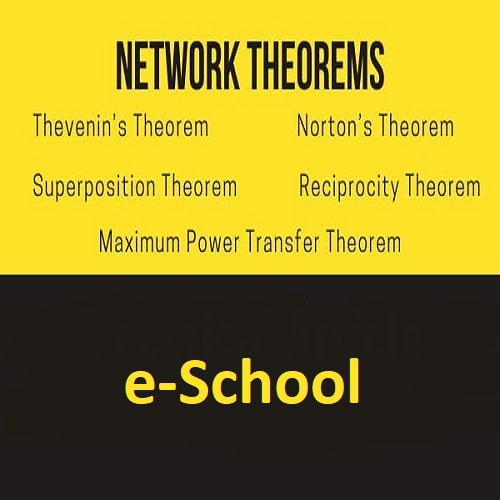 NETWORK THEOREMS
Thevenin's Theorem Norton's Theorem
Superposition Theorem Reciprocity Theorem
Maximum Power Transfer Theorem
e-School